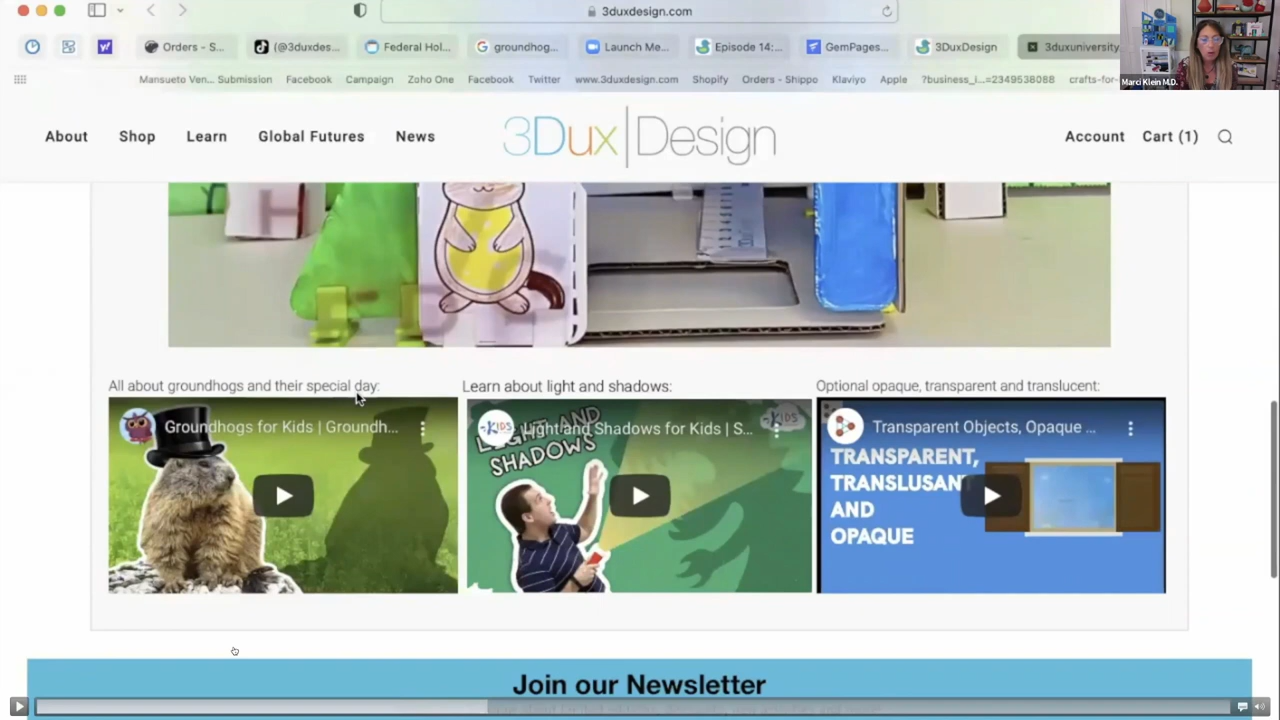 3duxdesign.com
Orders - S...
(@3duxdes...
Federal Hol...
groundhog...
Launch Me...
Episode 14:...
GemPages...
3DuxDesign
3duxuniversity
Mansueto Ven... Submission
Facebook
Campaign
Zoho One
Facebook
Twitter
www.3duxdesign.com
Shopify
Orders - Shippo
Klaviyo
Apple
?business_i...=2349538088
crafts-for-
Marci Klein M.D.
About
Shop
Learn
Global Futures
News
3Dux|Design
Account
Cart (1)
H
All about groundhogs and their special day:
Learn about light and shadows:
Optional opaque, transparent and translucent:
Groundhogs for Kids | Groundh...
Light and Shadows for Kids | S...
LIGHT AND
SHADOWS
-KiDS
-KiDS
Transparent Objects, Opaque ...
TRANSPARENT,
TRANSLUSANT
AND
OPAQUE
Join our Newsletter